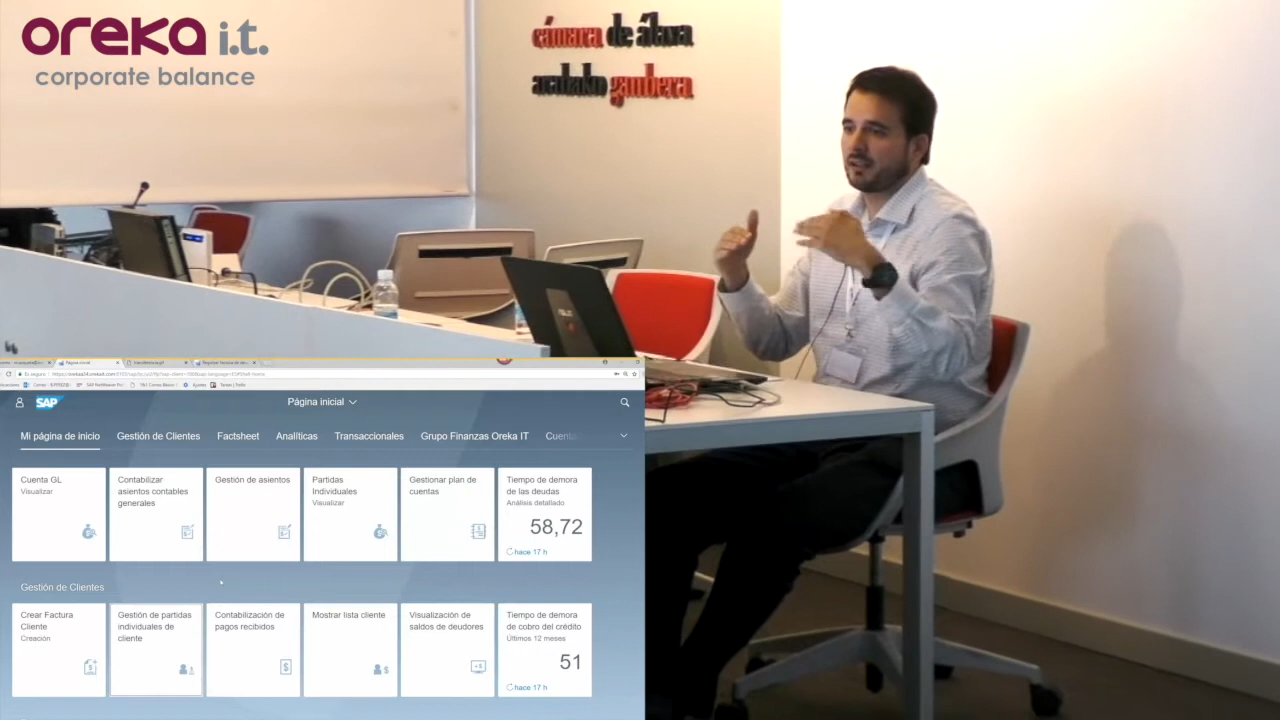 oreka i.t.
corporate balance
cámara de álava
arabako ganbera
SAP
Página inicial
Mi página de inicio
Gestión de Clientes
Factsheet
Analíticas
Transaccionales
Grupo Finanzas Oreka IT
Cuenta
Cuenta GL
Visualizar
Contabilizar
asientos contables
generales
Gestión de asientos
Partidas
Individuales
Visualizar
Gestionar plan de
cuentas
Tiempo de demora
de las deudas
Análisis detallado
58,72
hace 17 h
Gestión de Clientes
Crear Factura
Cliente
Creación
Gestión de partidas
individuales de
cliente
Contabilización de
pagos recibidos
Mostrar lista cliente
Visualización de
saldos de deudores
Tiempo de demora
de cobro del crédito
Últimos 12 meses
51
hace 17 h